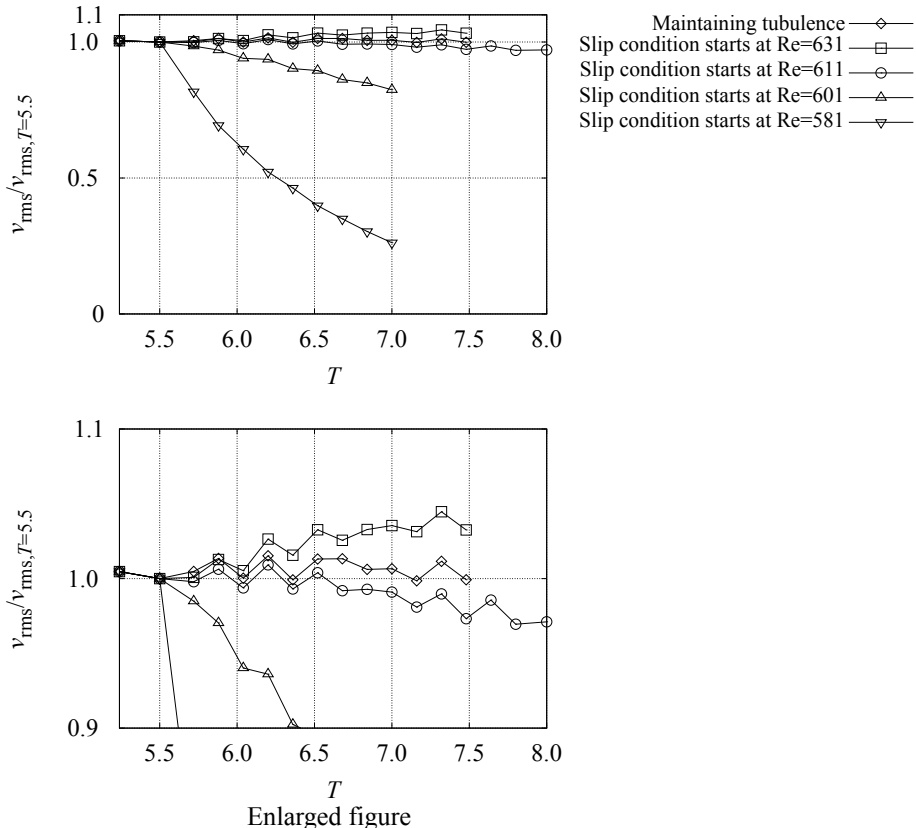 1.1
1.0
0.5
0
5.5 6.0 6.5 7.0 7.5 8.0
T
vrms/vrms,T=5.5
Maintaining tubulence
Slip condition starts at Re=631
Slip condition starts at Re=611
Slip condition starts at Re=601
Slip condition starts at Re=581
1.1
1.0
0.9
5.5 6.0 6.5 7.0 7.5 8.0
T
vrms/vrms,T=5.5
Enlarged figure